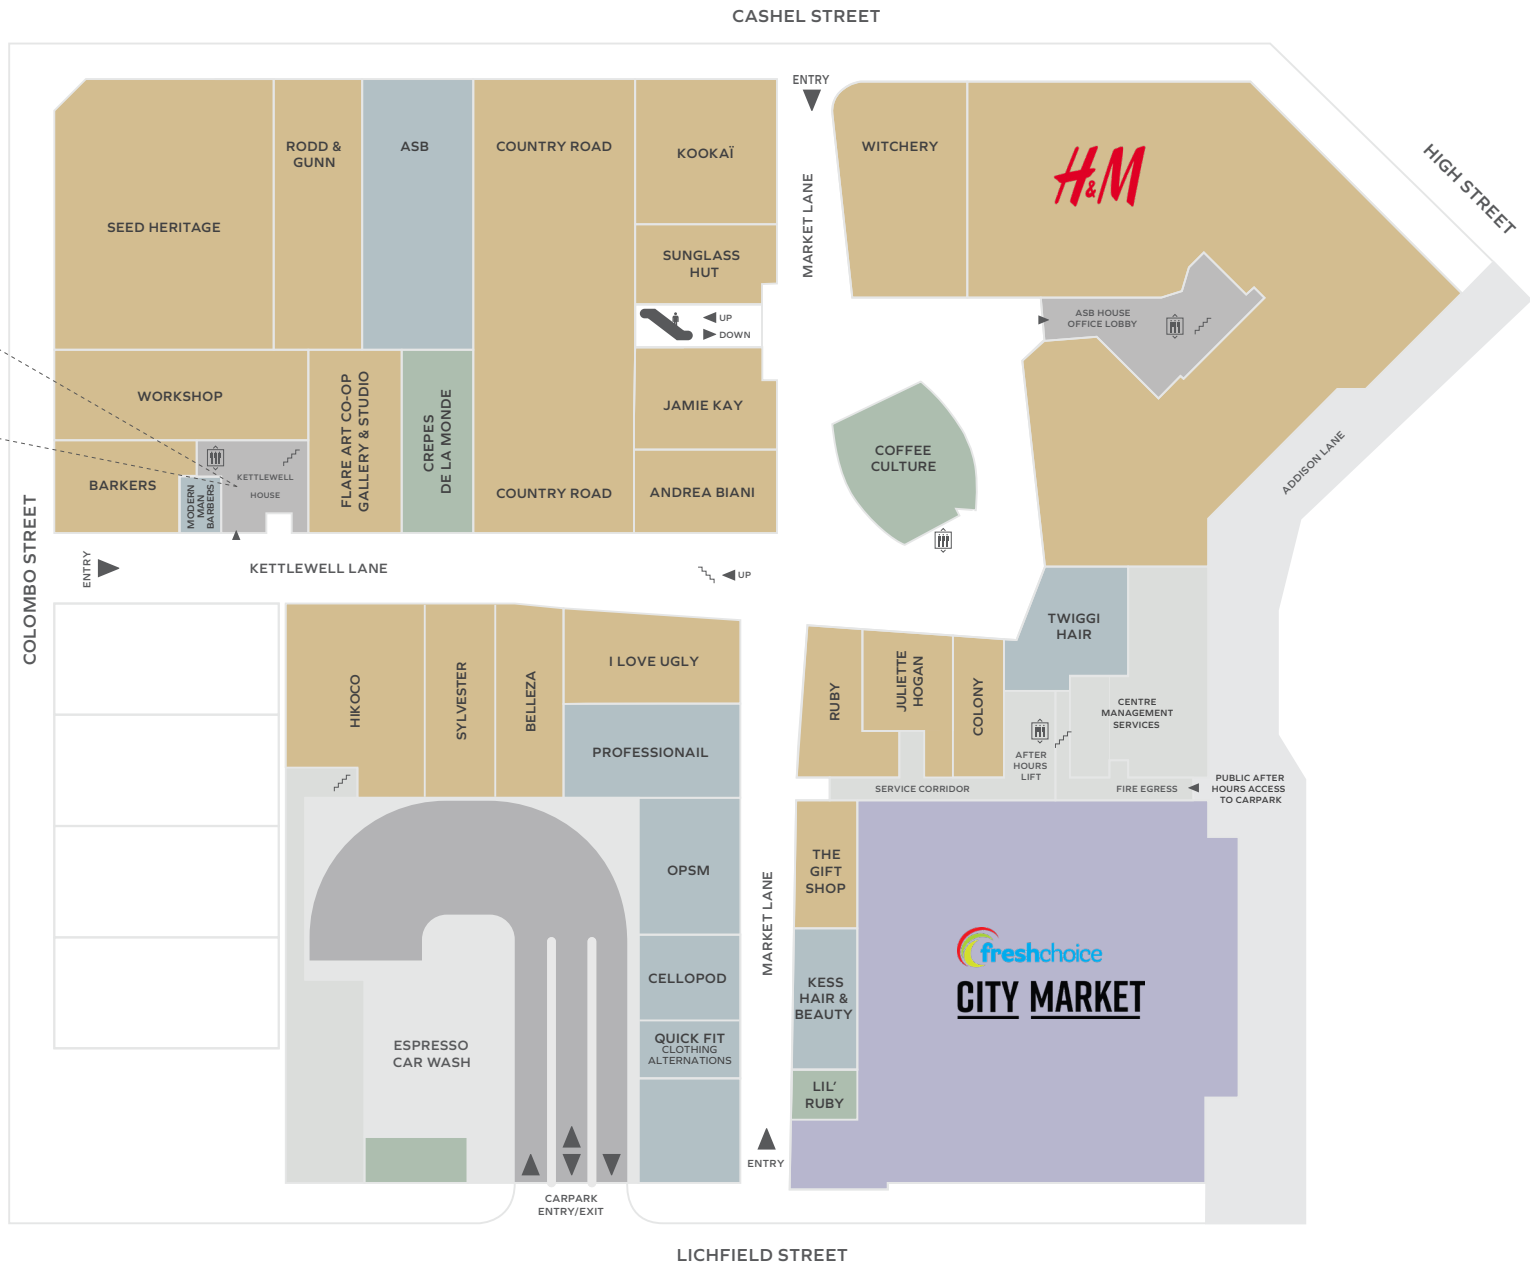 CASHEL STREET
ENTRY
MARKET LANE
HIGH STREET
SEED HERITAGE
RODD &
GUNN
ASB
COUNTRY ROAD
KOOKAÏ
SUNGLASS
HUT
UP
DOWN
WITCHERY
H&M
ASB HOUSE
OFFICE LOBBY
WORKSHOP
FLARE ART CO-OP
GALLERY & STUDIO
CREPES
DE LA MONDE
COUNTRY ROAD
JAMIE KAY
ANDREA BIANI
COFFEE
CULTURE
ADDISON LANE
BARKERS
MODERN
MAN
BARBERS
KETTLEWELL
HOUSE
COLOMBO STREET
ENTRY
KETTLEWELL LANE
UP
HIKOCO
SYLVESTER
BELLEZA
I LOVE UGLY
PROFESSIONAIL
RUBY
JULIETTE
HOGAN
COLONY
TWIGGI
HAIR
CENTRE
MANAGEMENT
SERVICES
AFTER
HOURS
LIFT
SERVICE CORRIDOR
FIRE EGRESS
PUBLIC AFTER
HOURS ACCESS
TO CARPARK
OPSM
CELLOPOD
QUICK FIT
CLOTHING
ALTERNATIONS
MARKET LANE
THE
GIFT
SHOP
KESS
HAIR &
BEAUTY
LIL’
RUBY
freshchoice
CITY MARKET
ESPRESSO
CAR WASH
ENTRY
CARPARK
ENTRY/EXIT
LICHFIELD STREET